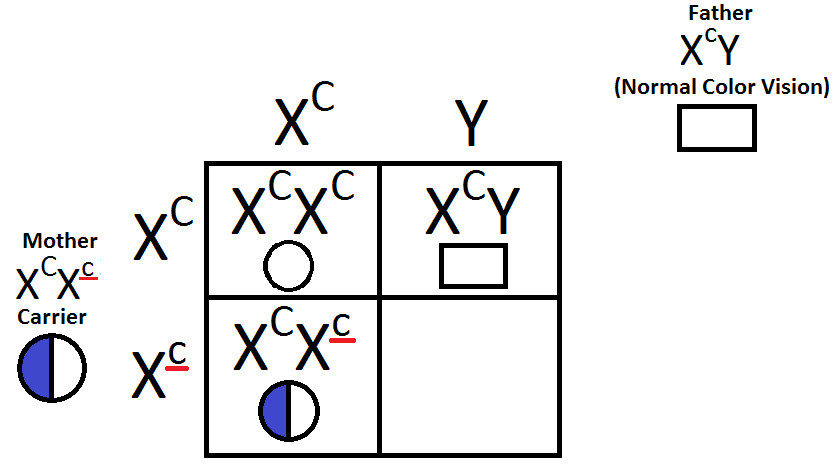 Father
XᶜY
(Normal Color Vision)
Xᶜ Y
Xᶜ XᶜXᶜ XᶜY
Mother
XᶜXc
Carrier
Xc XᶜXc